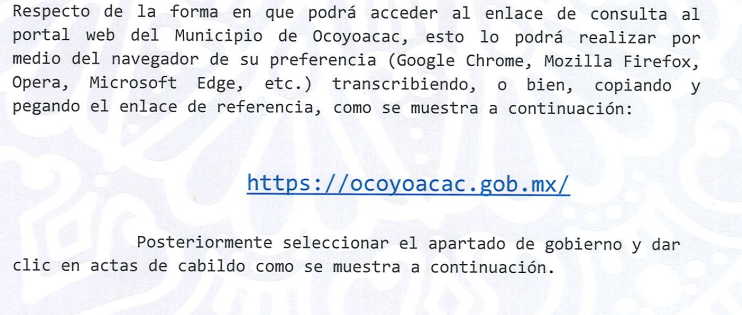 Respecto de la forma en que podrá acceder al enlace de consulta al
portal web del Municipio de Ocoyoacac, esto lo podrá realizar por
medio del navegador de su preferencia (Google Chrome, Mozilla Firefox,
Opera, Microsoft Edge, etc.) transcribiendo, o bien, copiando y
pegando el enlace de referencia, como se muestra a continuación:
https://ocoyoacac.gob.mx/
Posteriormente seleccionar el apartado de gobierno y dar
clic en actas de cabildo como se muestra a continuación.